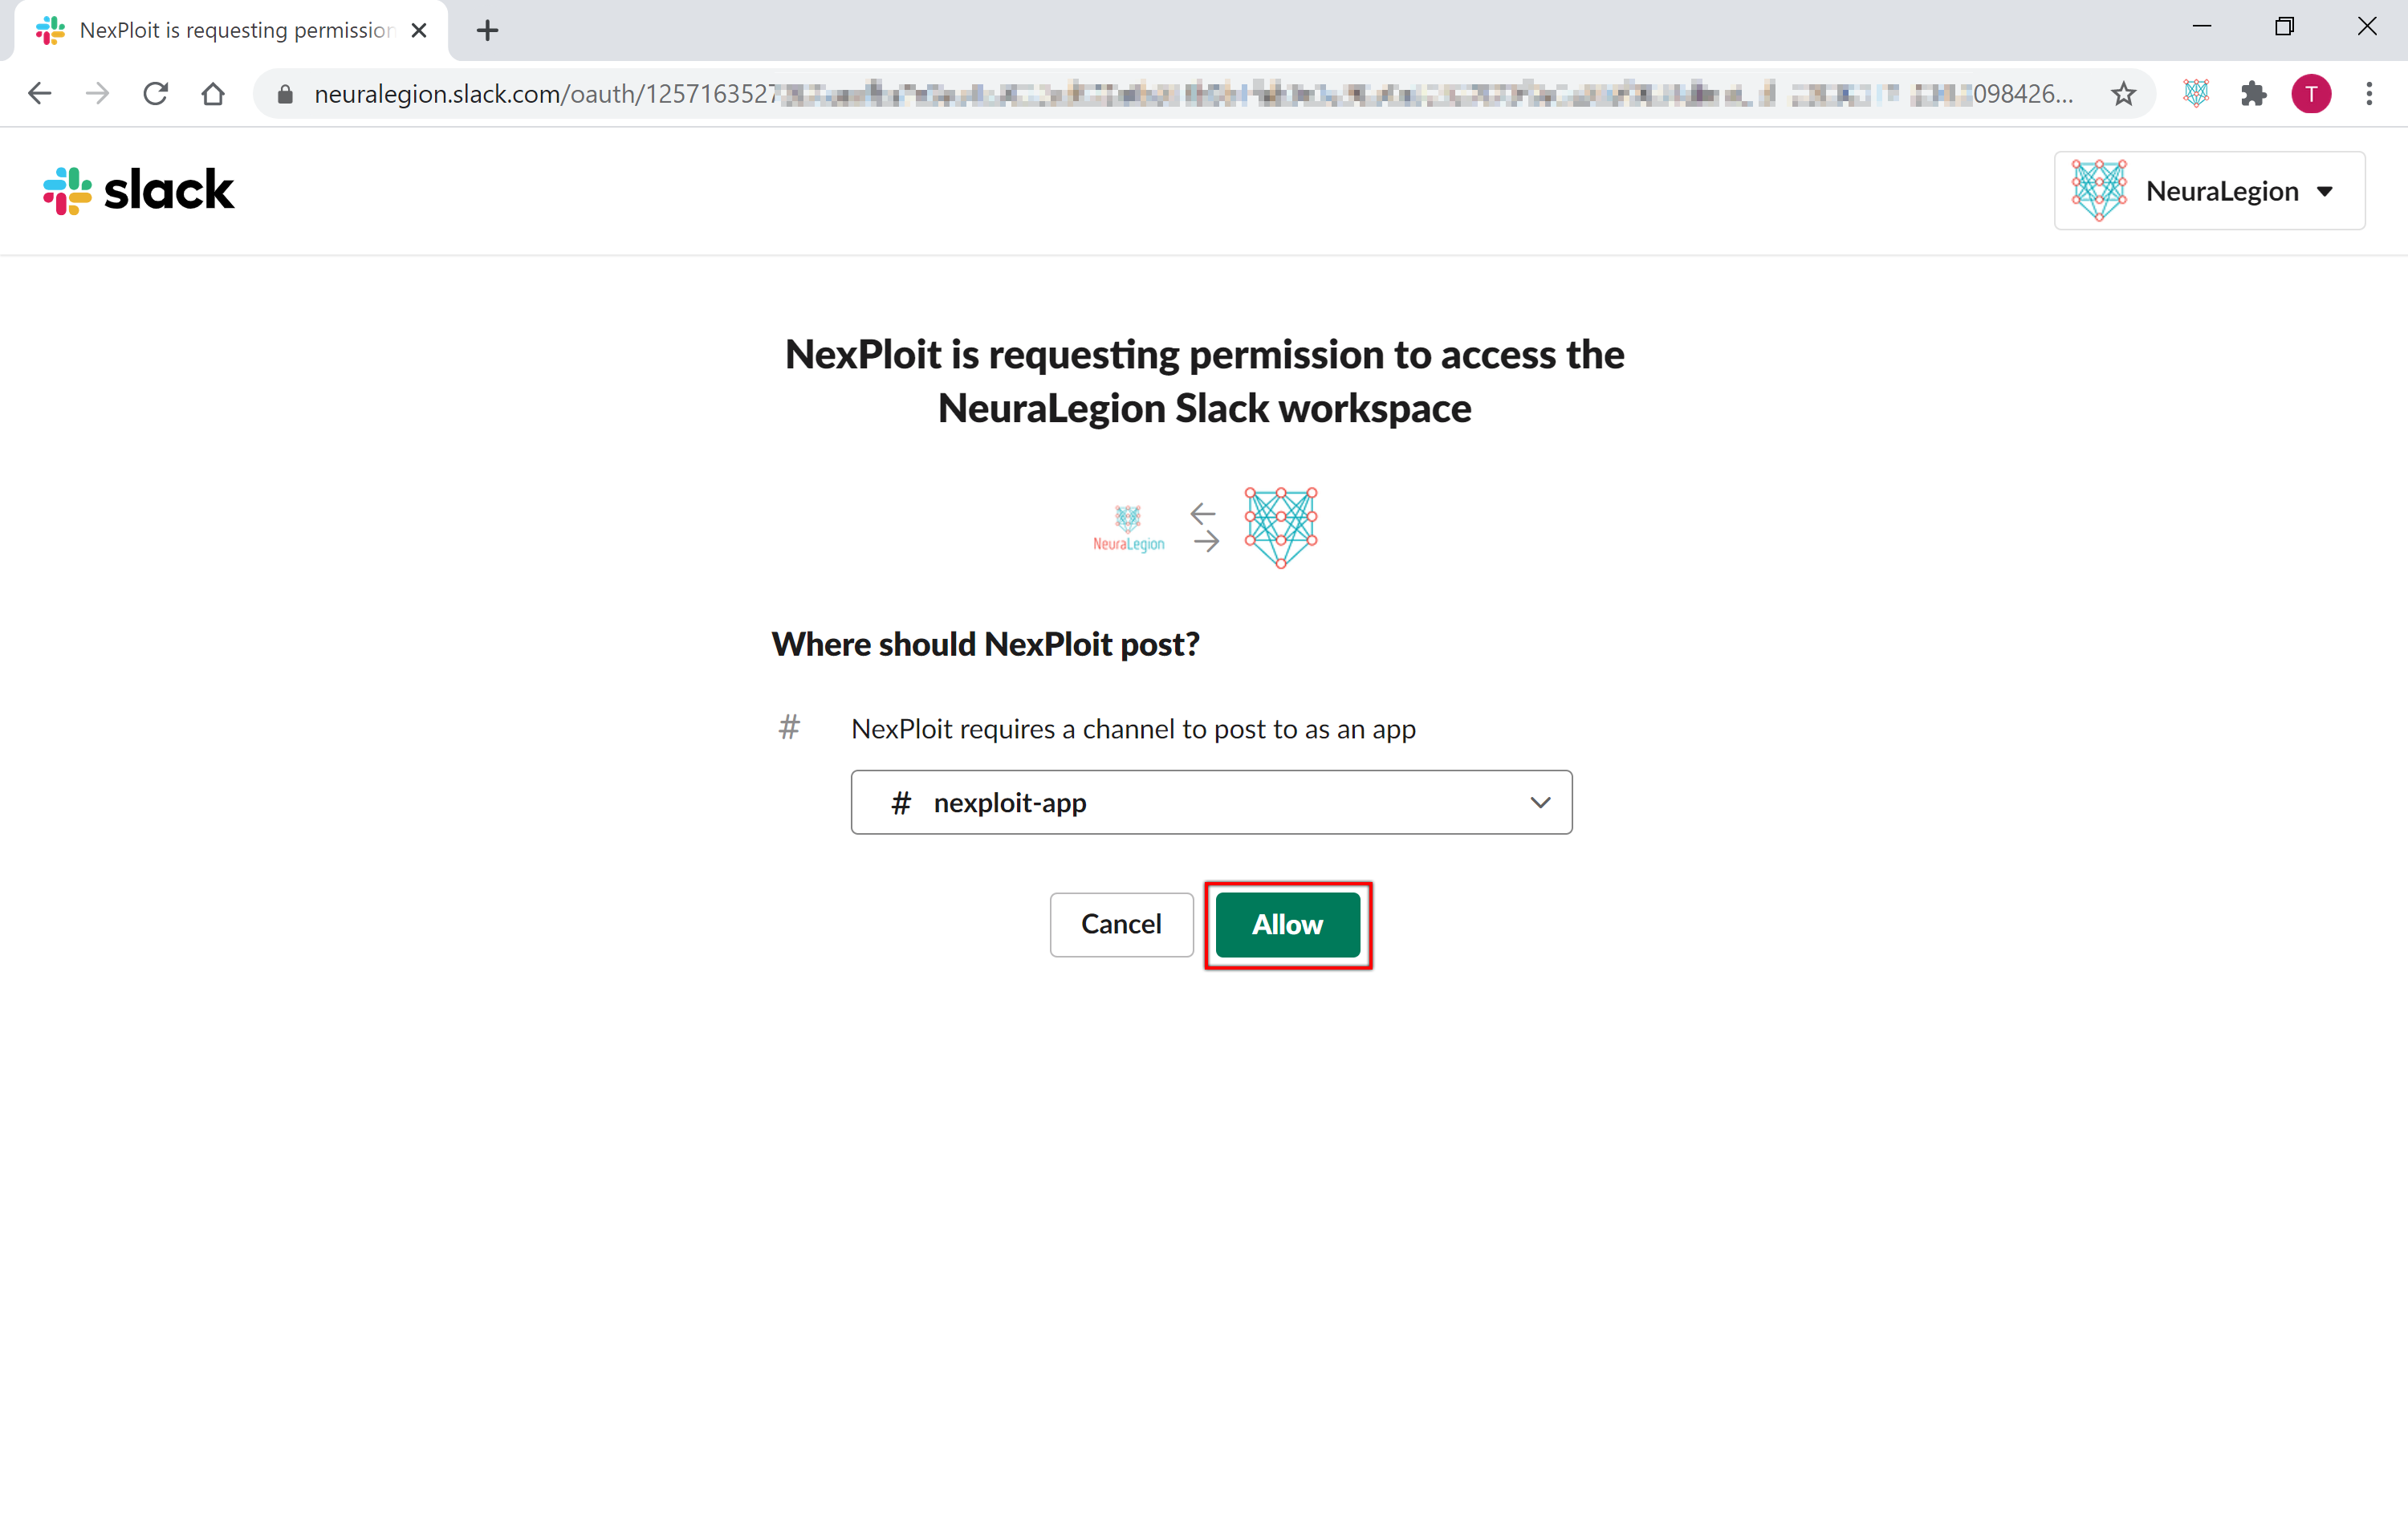 NexPloit is requesting permission
neuralegion.slack.com/oauth/1257163527
098426...
T
slack
NeuraLegion
NexPloit is requesting permission to access the
NeuraLegion Slack workspace
NeuraLegion
Where should NexPloit post?
# NexPloit requires a channel to post to as an app
# nexploit-app
Cancel
Allow